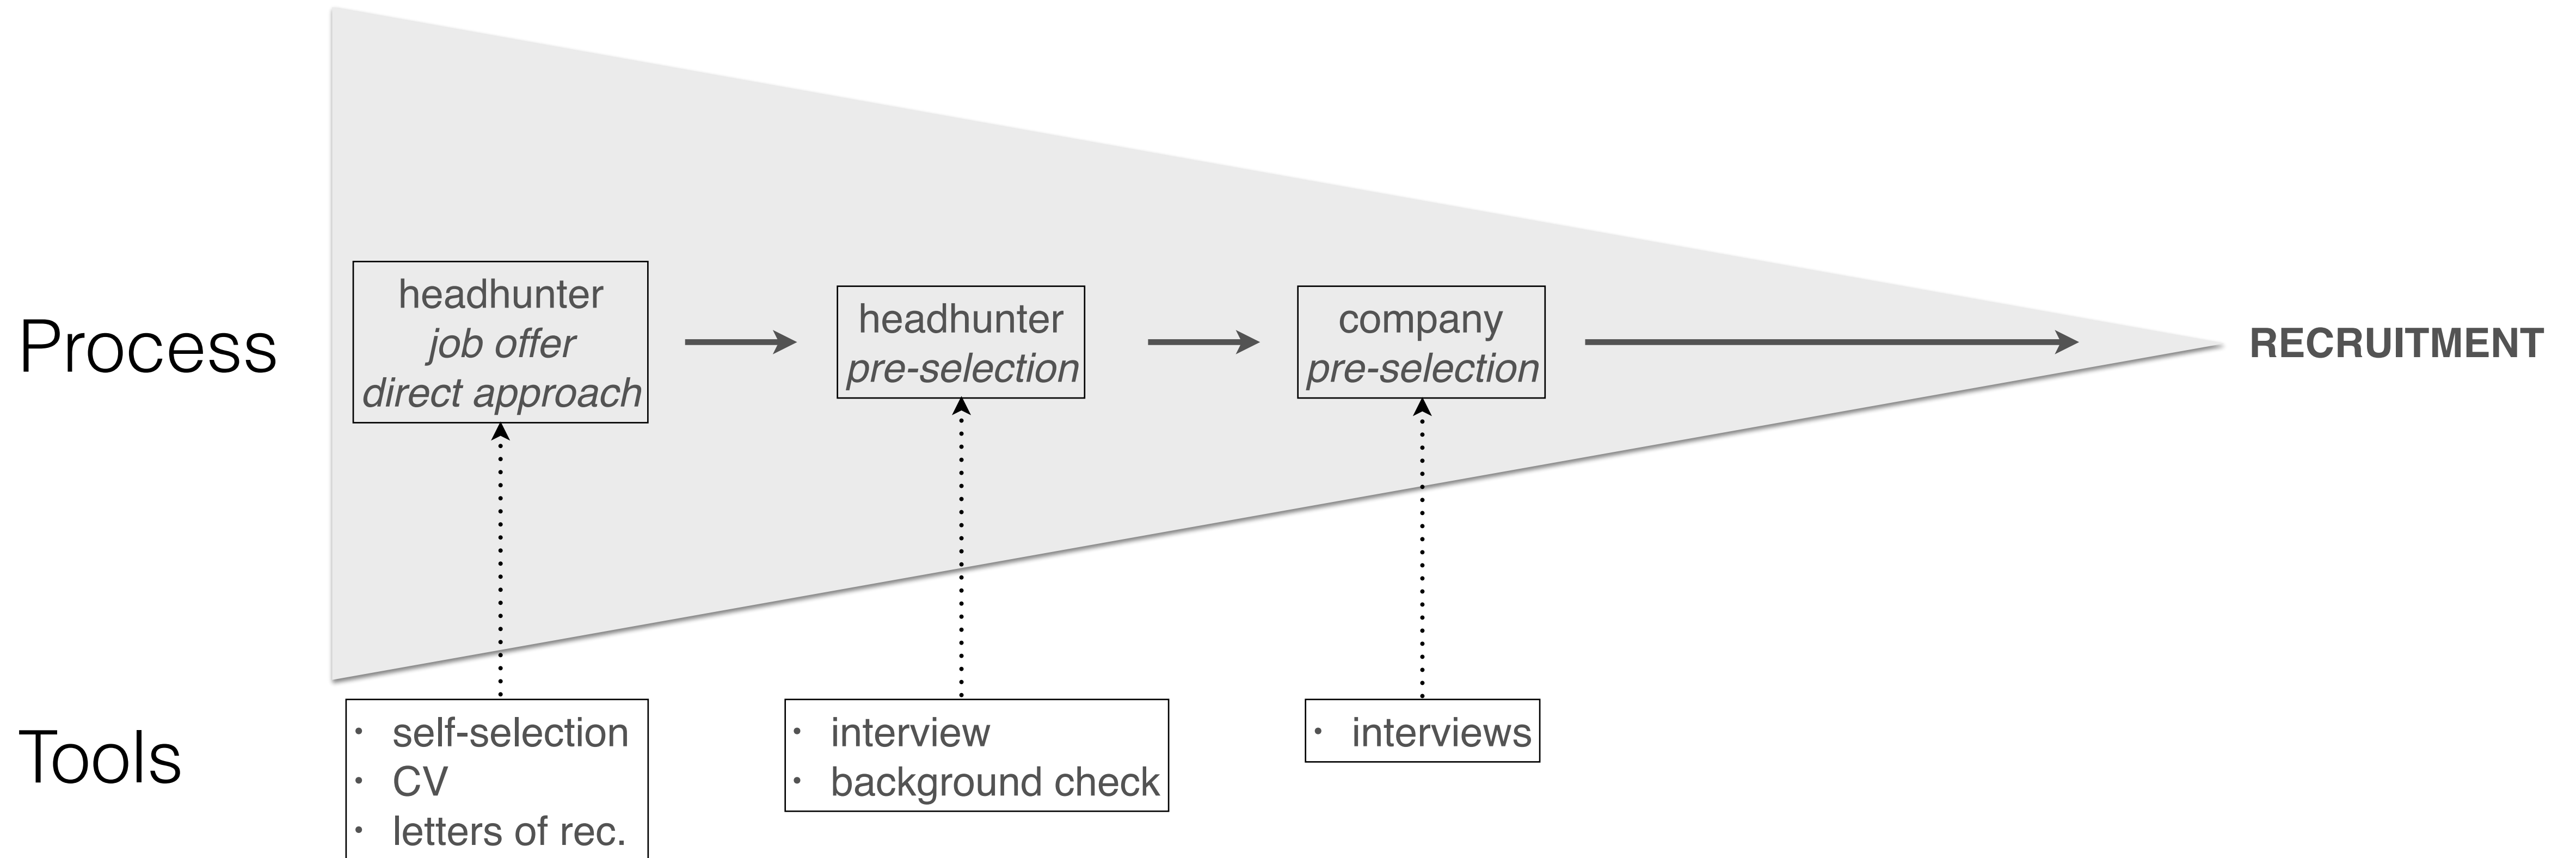 Process
headhunter
job offer
direct approach
headhunter
pre-selection
company
pre-selection
RECRUITMENT
Tools
• self-selection
• CV
• letters of rec.
• interview
• background check
• interviews